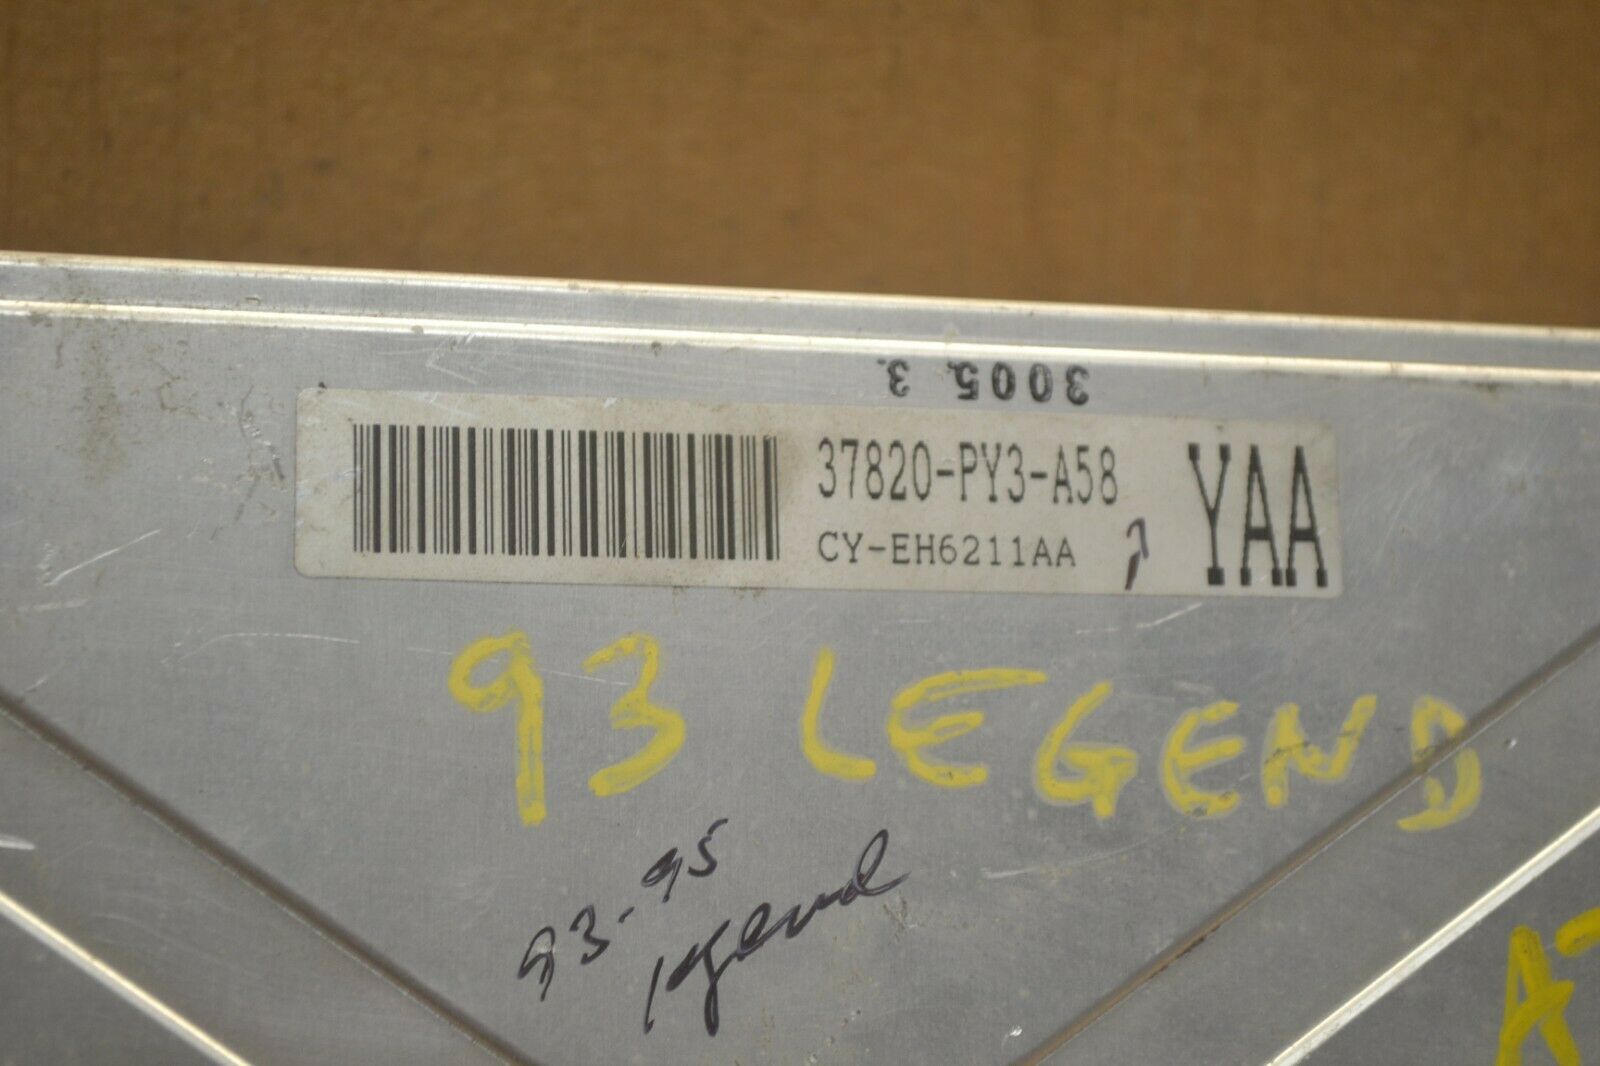 3005 3
37820-PY3-A58
YAA
CY-EH6211AA
93 LEGEND
93-95
legend